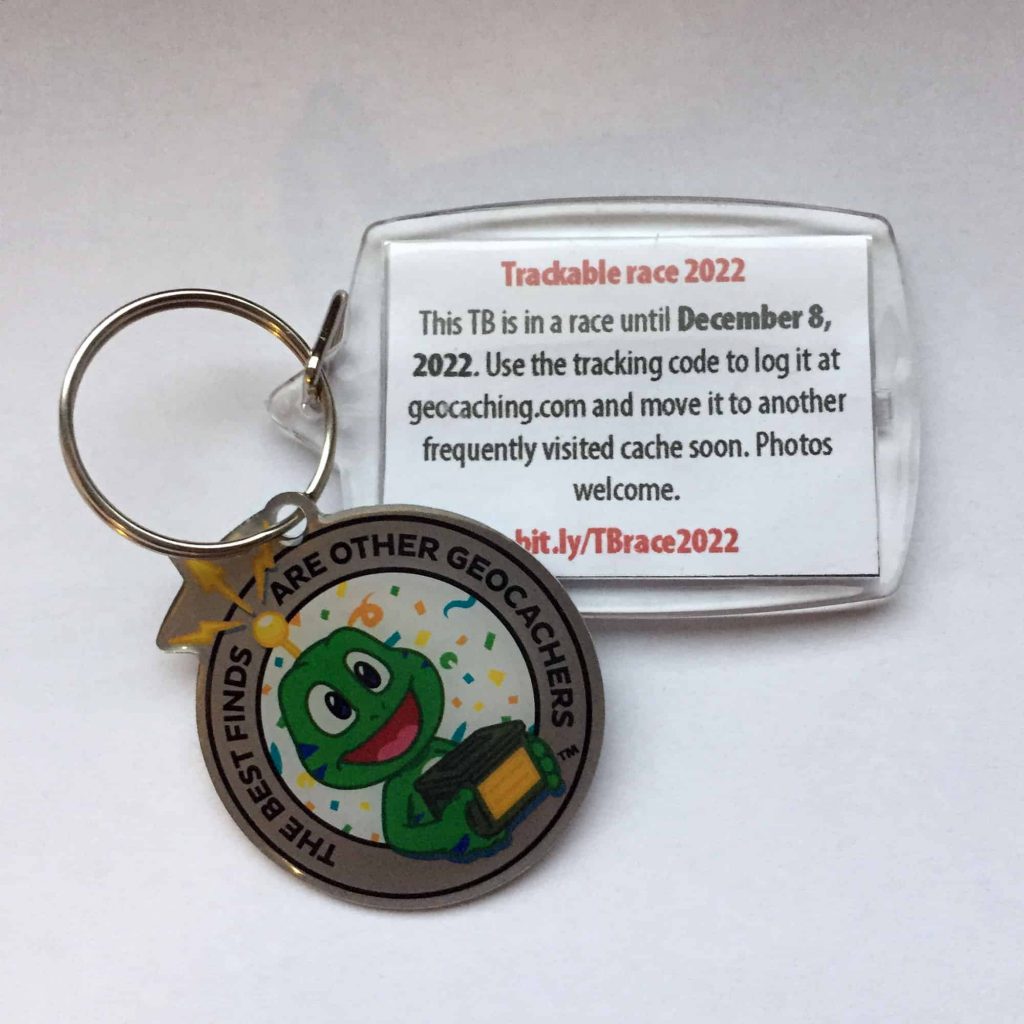 Trackable race 2022
This TB is in a race until December 8,
2022. Use the tracking code to log it at
geocaching.com and move it to another
frequently visited cache soon. Photos
welcome.
bit.ly/TBrace2022
THE BEST FINDS ARE OTHER GEOCACHERS™